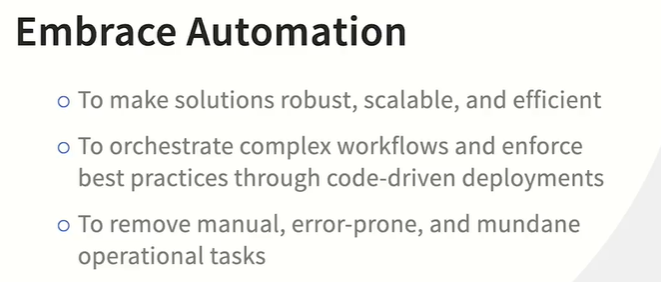 Embrace Automation
To make solutions robust, scalable, and efficient
To orchestrate complex workflows and enforce
best practices through code-driven deployments
To remove manual, error-prone, and mundane
operational tasks